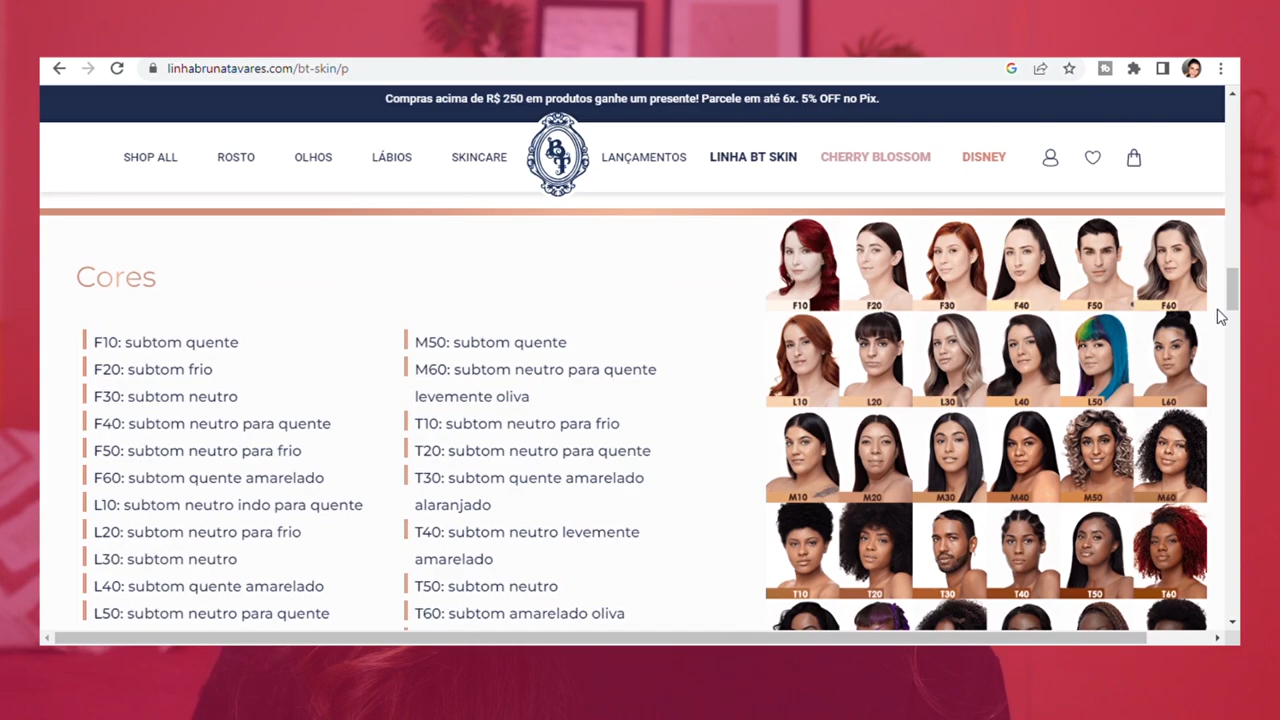 linhabrunatavares.com/bt-skin/p
Compras acima de R$ 250 em produtos ganhe um presente! Parcele em até 6x. 5% OFF no Pix.
SHOP ALL ROSTO OLHOS LÁBIOS SKINCARE BT LANÇAMENTOS LINHA BT SKIN CHERRY BLOSSOM DISNEY
Cores
F10: subtom quente
F20: subtom frio
F30: subtom neutro
F40: subtom neutro para quente
F50: subtom neutro para frio
F60: subtom quente amarelado
L10: subtom neutro indo para quente
L20: subtom neutro para frio
L30: subtom neutro
L40: subtom quente amarelado
L50: subtom neutro para quente
M50: subtom quente
M60: subtom neutro para quente
levemente oliva
T10: subtom neutro para frio
T20: subtom neutro para quente
T30: subtom quente amarelado
alaranjado
T40: subtom neutro levemente
amarelado
T50: subtom neutro
T60: subtom amarelado oliva
F10 F20 F30 F40 F50 F60
L10 L20 L30 L40 L50 L60
M10 M20 M30 M40 M50 M60
T10 T20 T30 T40 T50 T60